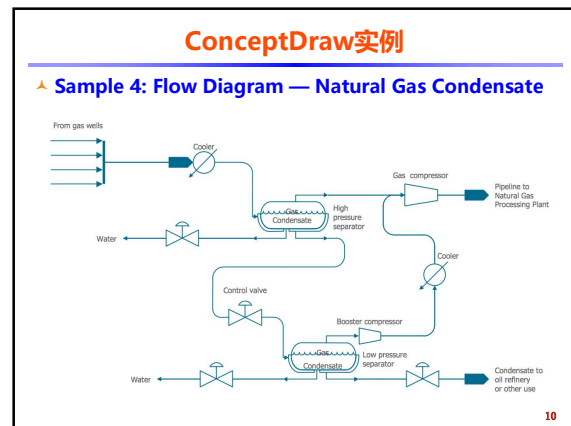 ConceptDraw实例
Sample 4: Flow Diagram — Natural Gas Condensate
From gas wells
Cooler
Gas compressor
Pipeline to
Natural Gas
Processing Plant
Gas
Condensate
High
pressure
separator
Water
Cooler
Control valve
Booster compressor
Gas
Condensate
Low pressure
separator
Water
Condensate to
oil refinery
or other use
10